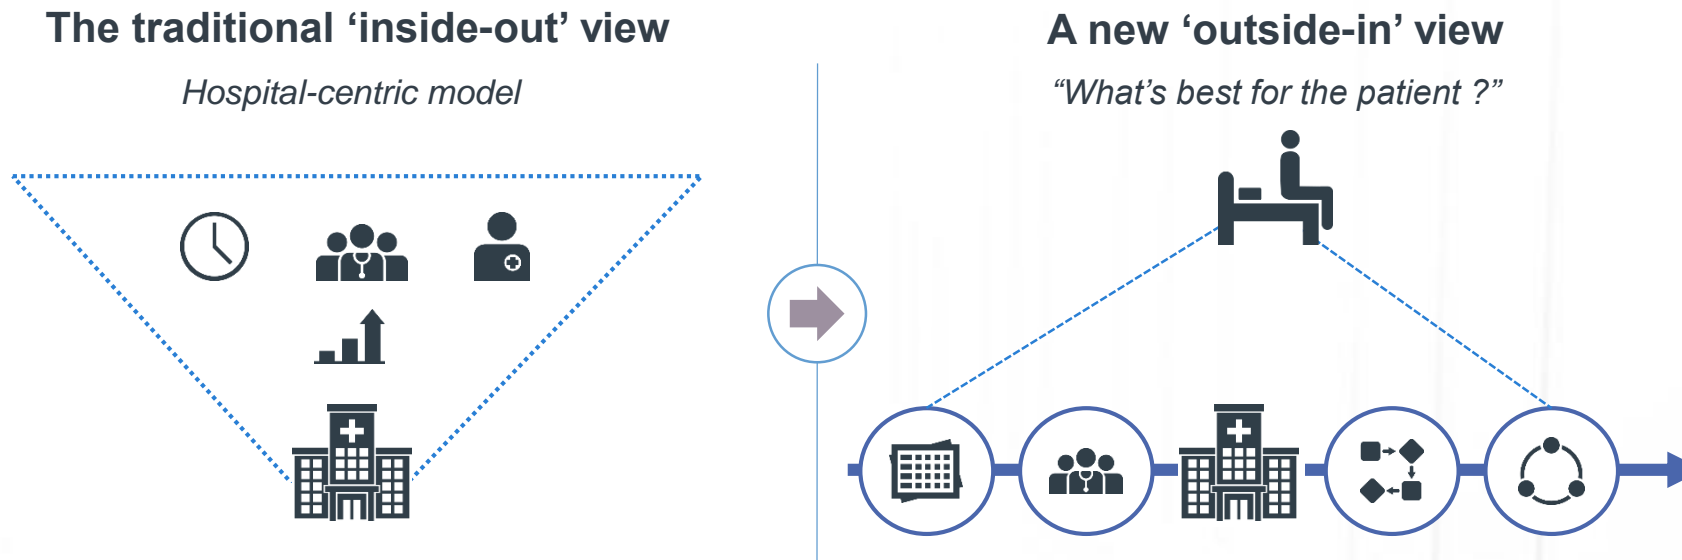 The traditional ‘inside-out’ view
Hospital-centric model
A new ‘outside-in’ view
“What’s best for the patient ?”